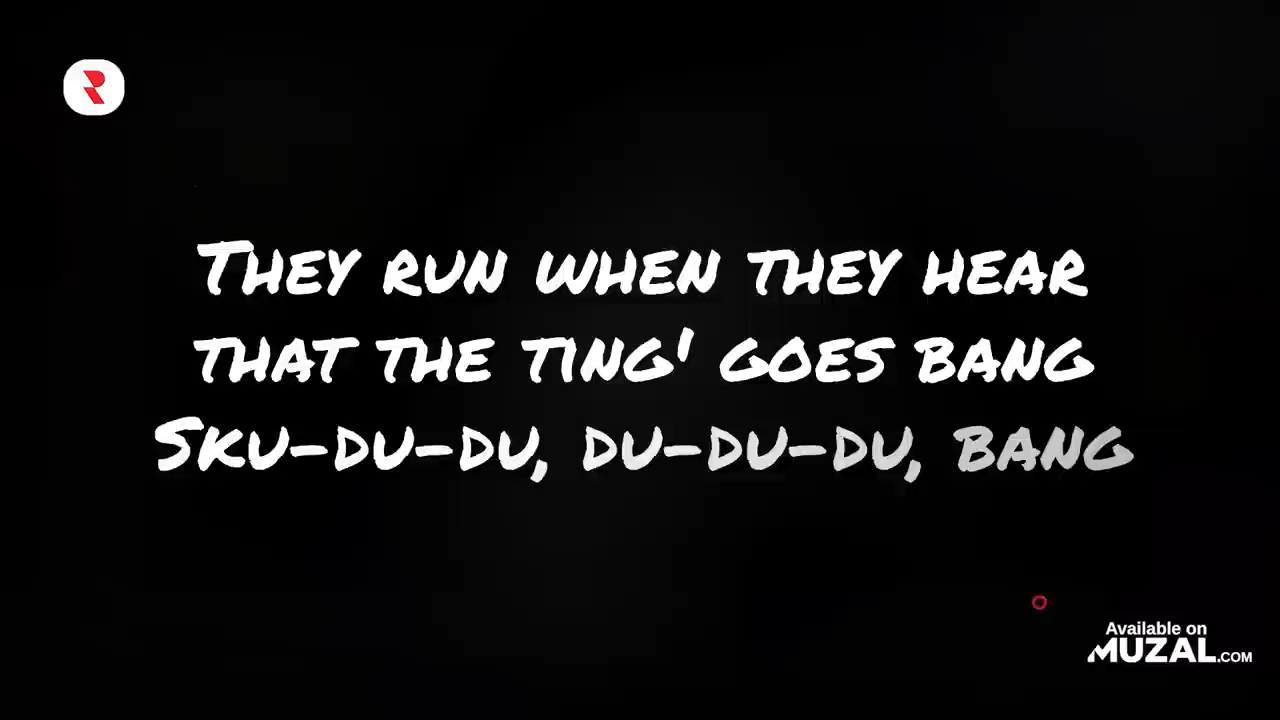 They run when they hear
that the ting' goes bang
Sku-du-du, du-du-du, bang
Available on
MUZAL.COM